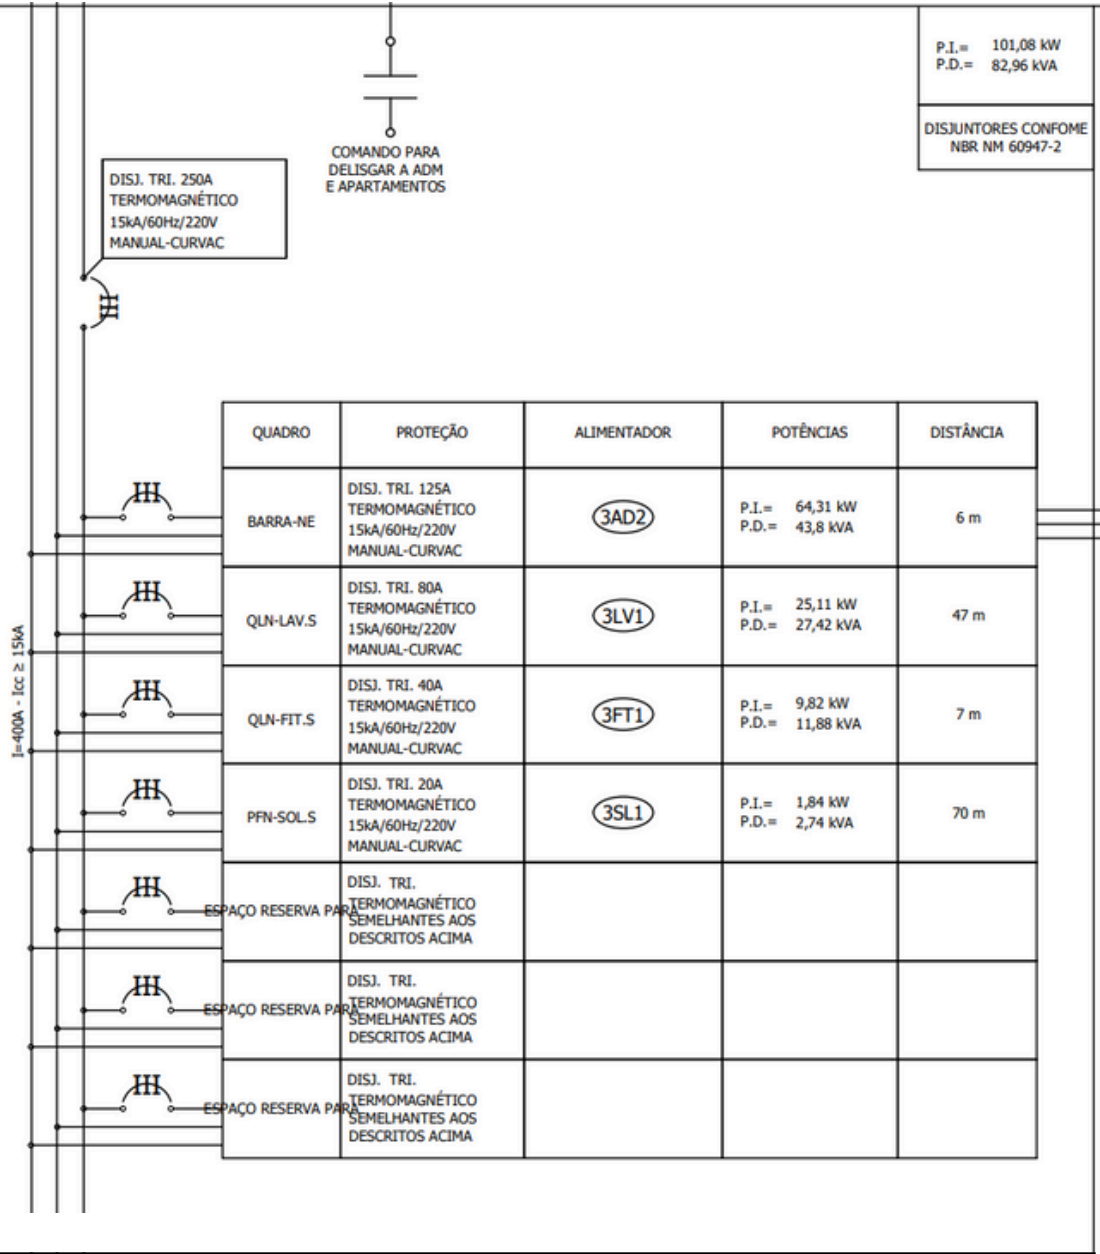 P.I.= 101,08 kW
P.D.= 82,96 kVA
DISJUNTORES CONFOME
NBR NM 60947-2
COMANDO PARA
DELISGAR A ADM
E APARTAMENTOS
DISJ. TRI. 250A
TERMOMAGNÉTICO
15kA/60Hz/220V
MANUAL-CURVAC
I=400A - Icc ≥ 15kA
QUADRO PROTEÇÃO ALIMENTADOR POTÊNCIAS DISTÂNCIA
BARRA-NE
DISJ. TRI. 125A
TERMOMAGNÉTICO
15kA/60Hz/220V
MANUAL-CURVAC
3AD2
P.I.= 64,31 kW
P.D.= 43,8 kVA
6 m
QLN-LAV.S
DISJ. TRI. 80A
TERMOMAGNÉTICO
15kA/60Hz/220V
MANUAL-CURVAC
3LV1
P.I.= 25,11 kW
P.D.= 27,42 kVA
47 m
QLN-FIT.S
DISJ. TRI. 40A
TERMOMAGNÉTICO
15kA/60Hz/220V
MANUAL-CURVAC
3FT1
P.I.= 9,82 kW
P.D.= 11,88 kVA
7 m
PFN-SOL.S
DISJ. TRI. 20A
TERMOMAGNÉTICO
15kA/60Hz/220V
MANUAL-CURVAC
3SL1
P.I.= 1,84 kW
P.D.= 2,74 kVA
70 m
ESPAÇO RESERVA PARA
DISJ. TRI.
TERMOMAGNÉTICO
SEMELHANTES AOS
DESCRITOS ACIMA
ESPAÇO RESERVA PARA
DISJ. TRI.
TERMOMAGNÉTICO
SEMELHANTES AOS
DESCRITOS ACIMA
ESPAÇO RESERVA PARA
DISJ. TRI.
TERMOMAGNÉTICO
SEMELHANTES AOS
DESCRITOS ACIMA